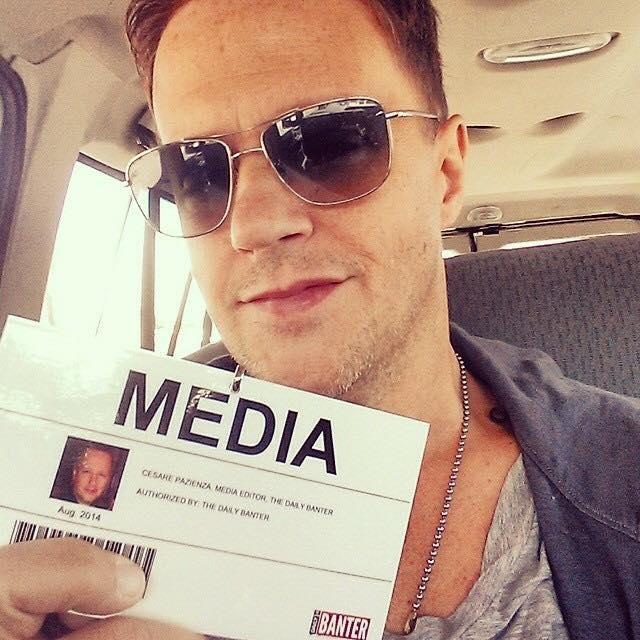 MEDIA
CESARE PAZIENZA, MEDIA EDITOR, THE DAILY BANTER
AUTHORIZED BY: THE DAILY BANTER
Aug. 2014
BANTER